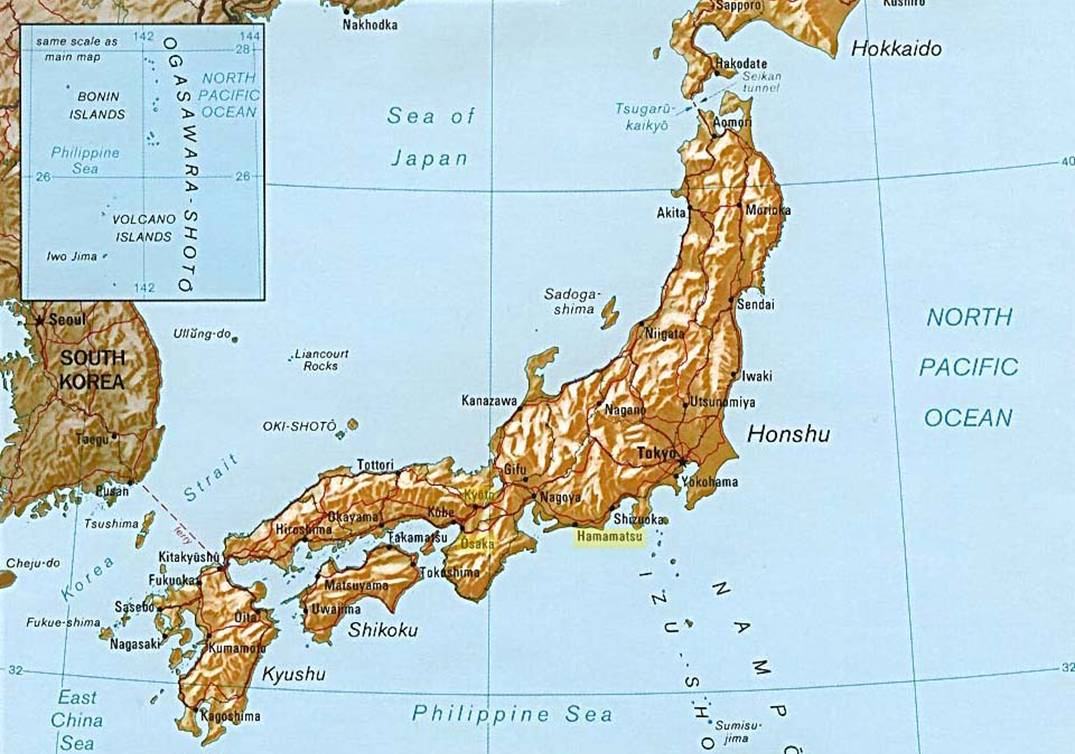 Sapporo
Kushiro
Nakhodka
Hokkaido
same scale as
main map
142
144
28
OGASAWARA-SHOTŌ
NORTH
PACIFIC
OCEAN
BONIN
ISLANDS
Philippine
Sea
26
26
VOLCANO
ISLANDS
Iwo Jima
142
Hakodate
Seikan
tunnel
Tsugarū-
kaikyō
Aomori
Sea of
Japan
40
Akita
Morioka
Sendai
Sadoga-
shima
Niigata
NORTH
PACIFIC
OCEAN
Seoul
SOUTH
KOREA
Ullŭng-do
Liancourt
Rocks
Iwaki
Utsunomiya
Kanazawa
Nagano
OKI-SHOTŌ
Taegu
Honshu
Tokyo
Yokohama
Tottori
Gifu
Nagoya
Kyōto
Pusan
Strait
Korea
Tsushima
ferry
Okayama
Kōbe
Hiroshima
Shizuoka
Hamamatsu
Ōsaka
Takamatsu
Kitakyūshū
Cheju-do
Fukuoka
Tokushima
Matsuyama
Sasebo
Uwajima
Ōita
Fukue-shima
Shikoku
Nagasaki
Kumamoto
Kyushu
32
32
IZU-SHO
NAMPŌ
East
China
Sea
Kagoshima
Philippine Sea
Sumisu-
jima